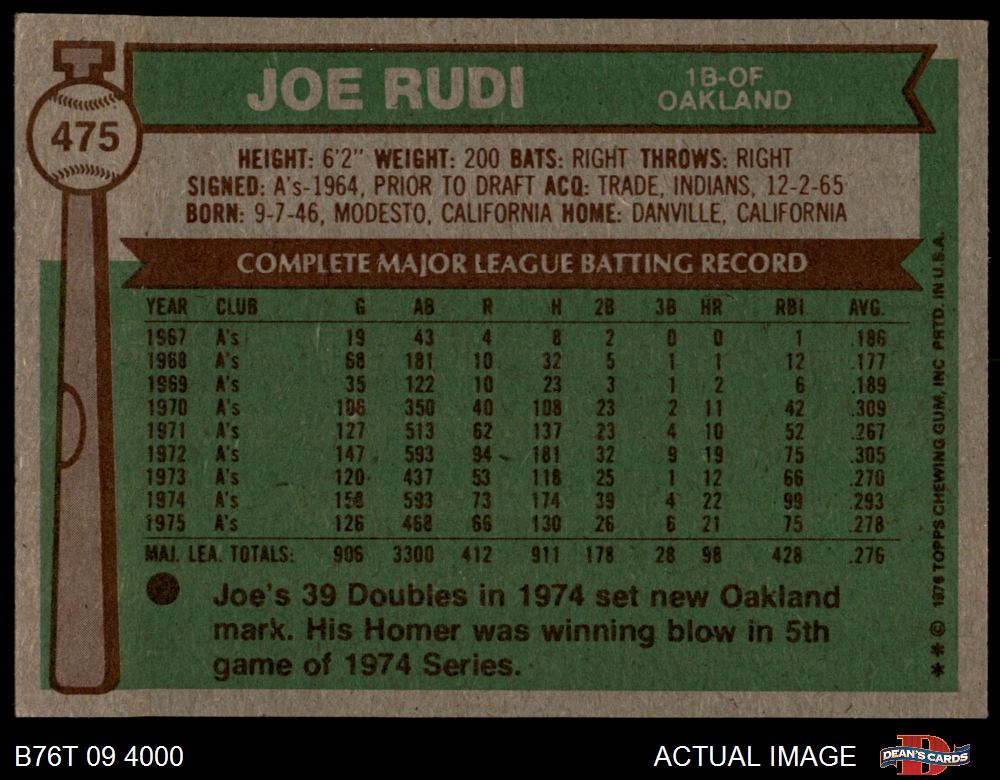 JOE RUDI
1B-OF
OAKLAND
475
HEIGHT: 6'2" WEIGHT: 200 BATS: RIGHT THROWS: RIGHT
SIGNED: A's-1964, PRIOR TO DRAFT ACQ: TRADE, INDIANS, 12-2-65
BORN: 9-7-46, MODESTO, CALIFORNIA HOME: DANVILLE, CALIFORNIA
COMPLETE MAJOR LEAGUE BATTING RECORD
YEAR CLUB G AB R H 2B 3B HR RBI AVG.
1967 A's 19 43 4 8 2 0 0 1 .186
1968 A's 68 181 10 32 5 1 1 12 .177
1969 A's 35 122 10 23 3 1 2 6 .189
1970 A's 106 350 40 108 23 2 11 42 .309
1971 A's 127 513 62 137 23 4 10 52 .267
1972 A's 147 593 94 181 32 9 19 75 .305
1973 A's 120 437 53 118 25 1 12 66 .270
1974 A's 158 593 73 174 39 4 22 99 .293
1975 A's 126 468 66 130 26 6 21 75 .278
MAJ. LEA. TOTALS: 906 3300 412 911 178 28 98 428 .276
Joe's 39 Doubles in 1974 set new Oakland
mark. His Homer was winning blow in 5th
game of 1974 Series.
* * © 1976 TOPPS CHEWING GUM, INC PRTD. IN U.S.A.
B76T 09 4000
ACTUAL IMAGE
D
DEAN'S CARDS